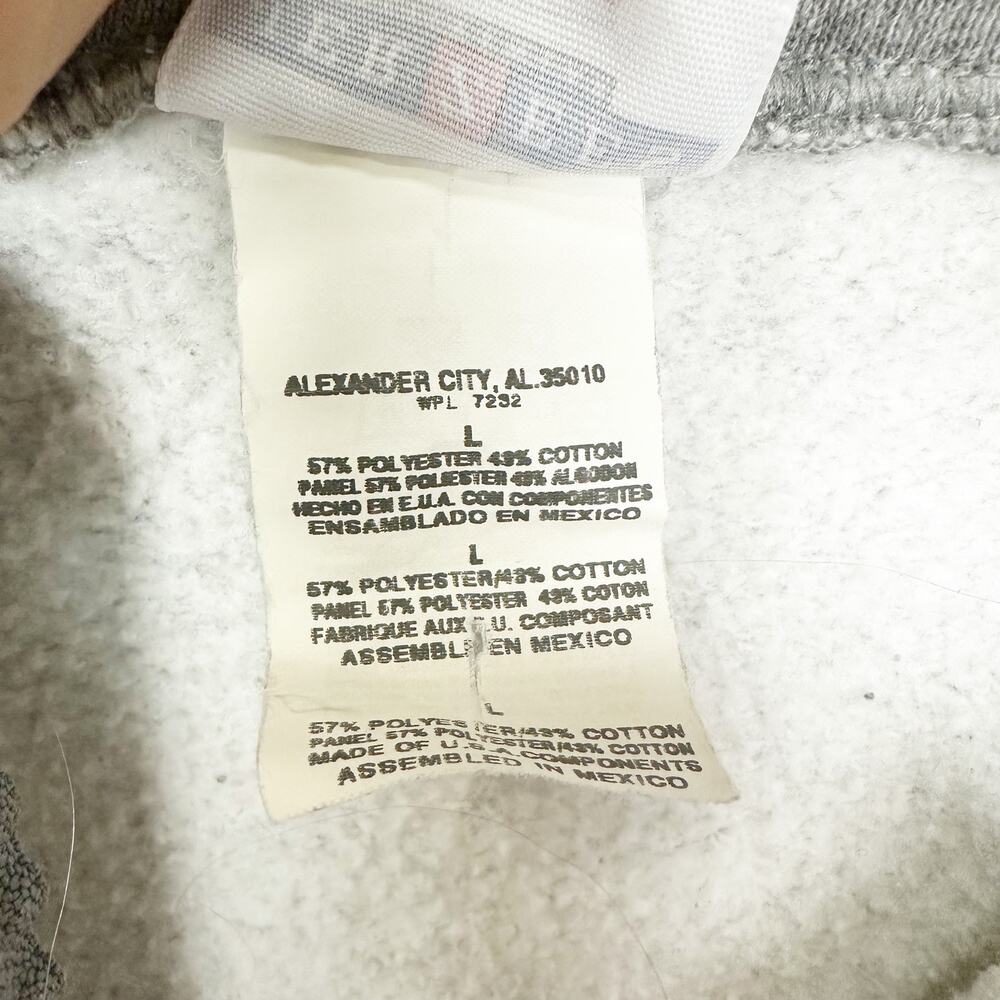 ALEXANDER CITY, AL.35010
WPL 7232
L
57% POLYESTER 43% COTTON
PANEL 57% POLIESTER 43% ALGODON
HECHO EN E.U.A. CON COMPONENTES
ENSAMBLADO EN MEXICO
L
57% POLYESTER/43% COTTON
PANEL 57% POLYESTER 43% COTON
FABRIQUE AUX E.U. COMPOSANT
ASSEMBLE EN MEXICO
L
57% POLYESTER/43% COTTON
PANEL 57% POLYESTER/43% COTTON
MADE OF U.S.A. COMPONENTS
ASSEMBLED IN MEXICO